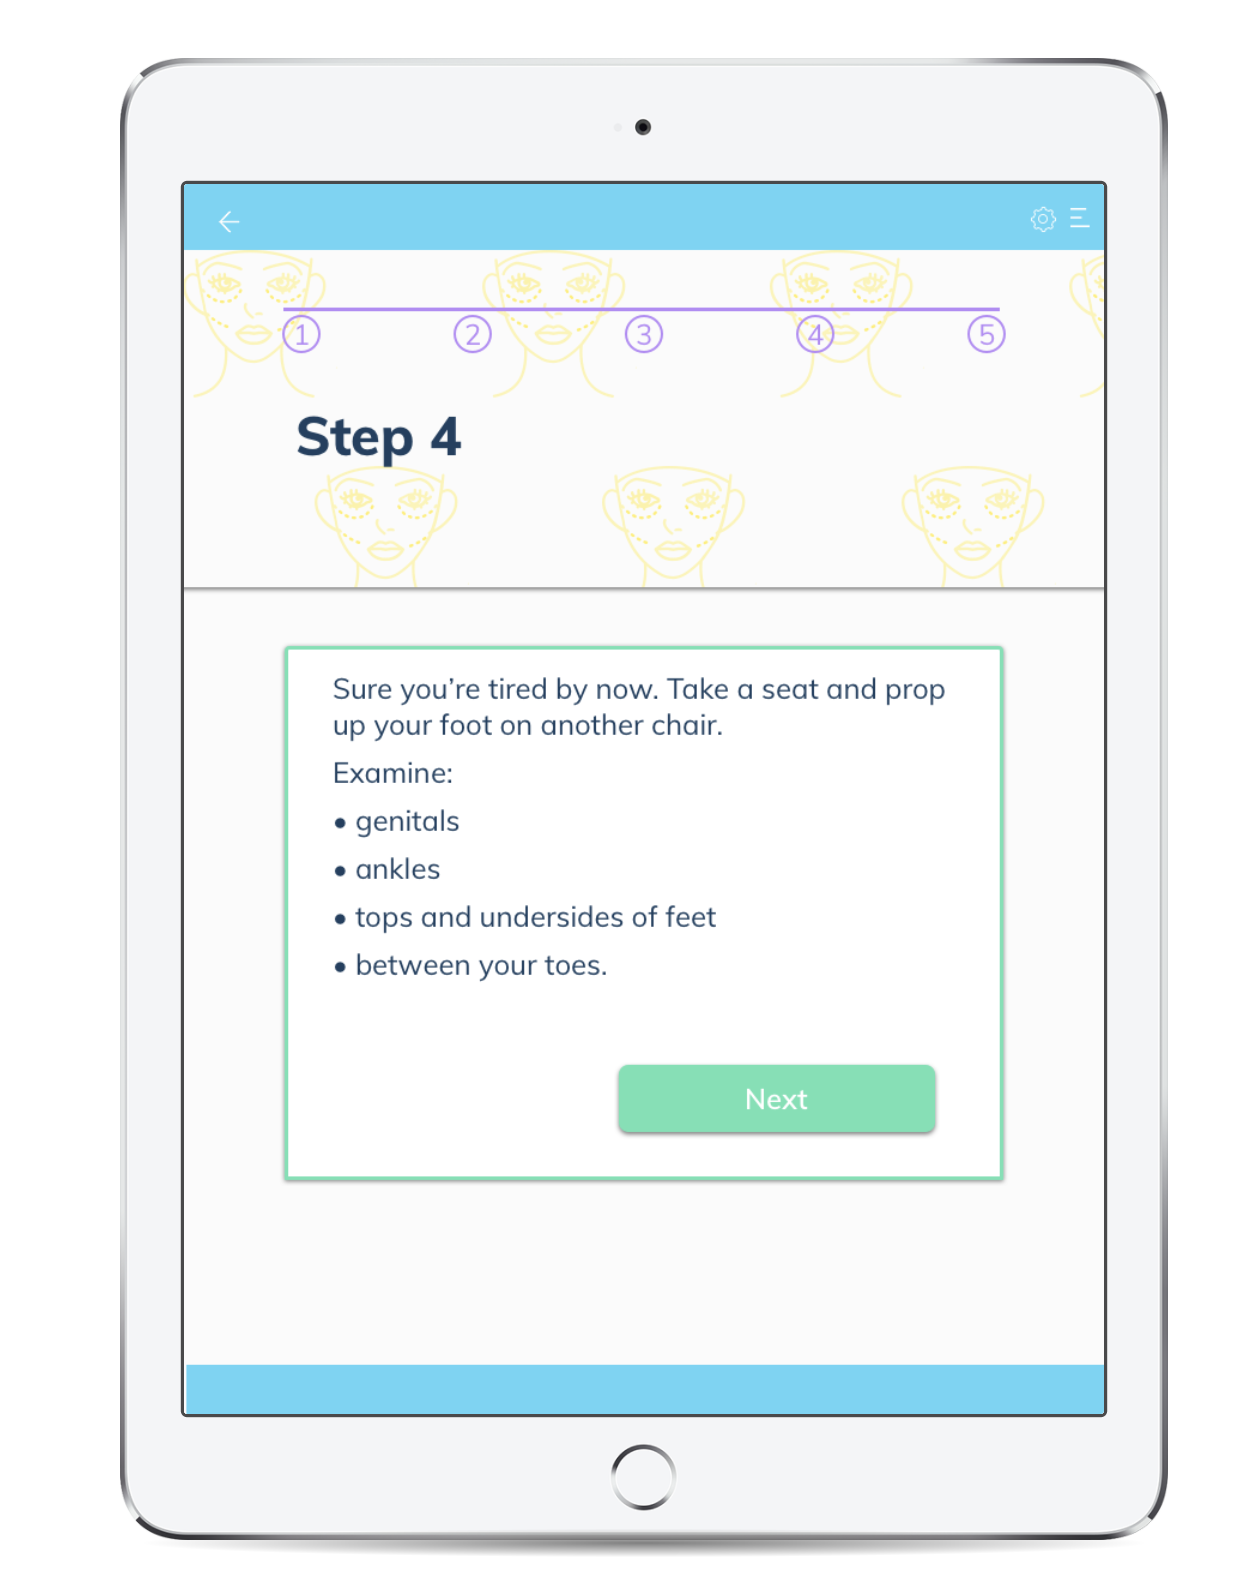 1 2 3 4 5
Step 4
Sure you’re tired by now. Take a seat and prop
up your foot on another chair.
Examine:
• genitals
• ankles
• tops and undersides of feet
• between your toes.
Next